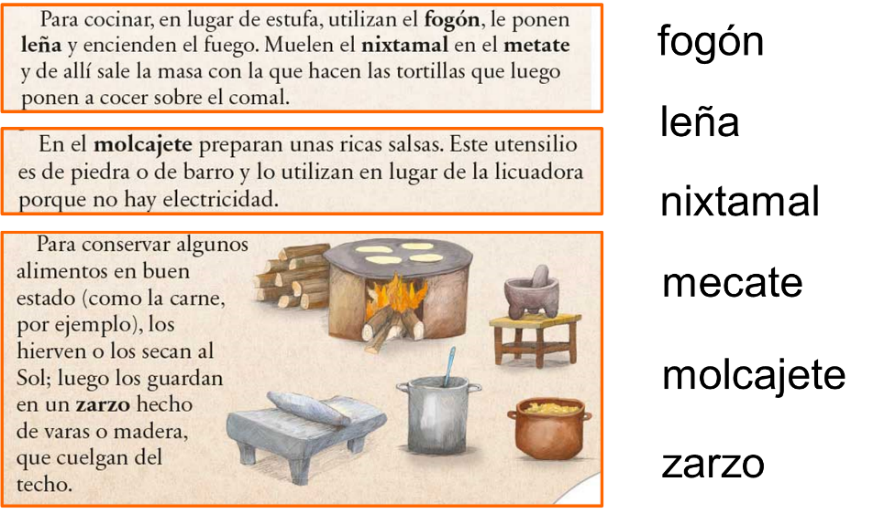 Para cocinar, en lugar de estufa, utilizan el fogón, le ponen
leña y encienden el fuego. Muelen el nixtamal en el metate
y de allí sale la masa con la que hacen las tortillas que luego
ponen a cocer sobre el comal.
En el molcajete preparan unas ricas salsas. Este utensilio
es de piedra o de barro y lo utilizan en lugar de la licuadora
porque no hay electricidad.
Para conservar algunos
alimentos en buen
estado (como la carne,
por ejemplo), los
hierven o los secan al
Sol; luego los guardan
en un zarzo hecho
de varas o madera,
que cuelgan del
techo.
fogón
leña
nixtamal
mecate
molcajete
zarzo